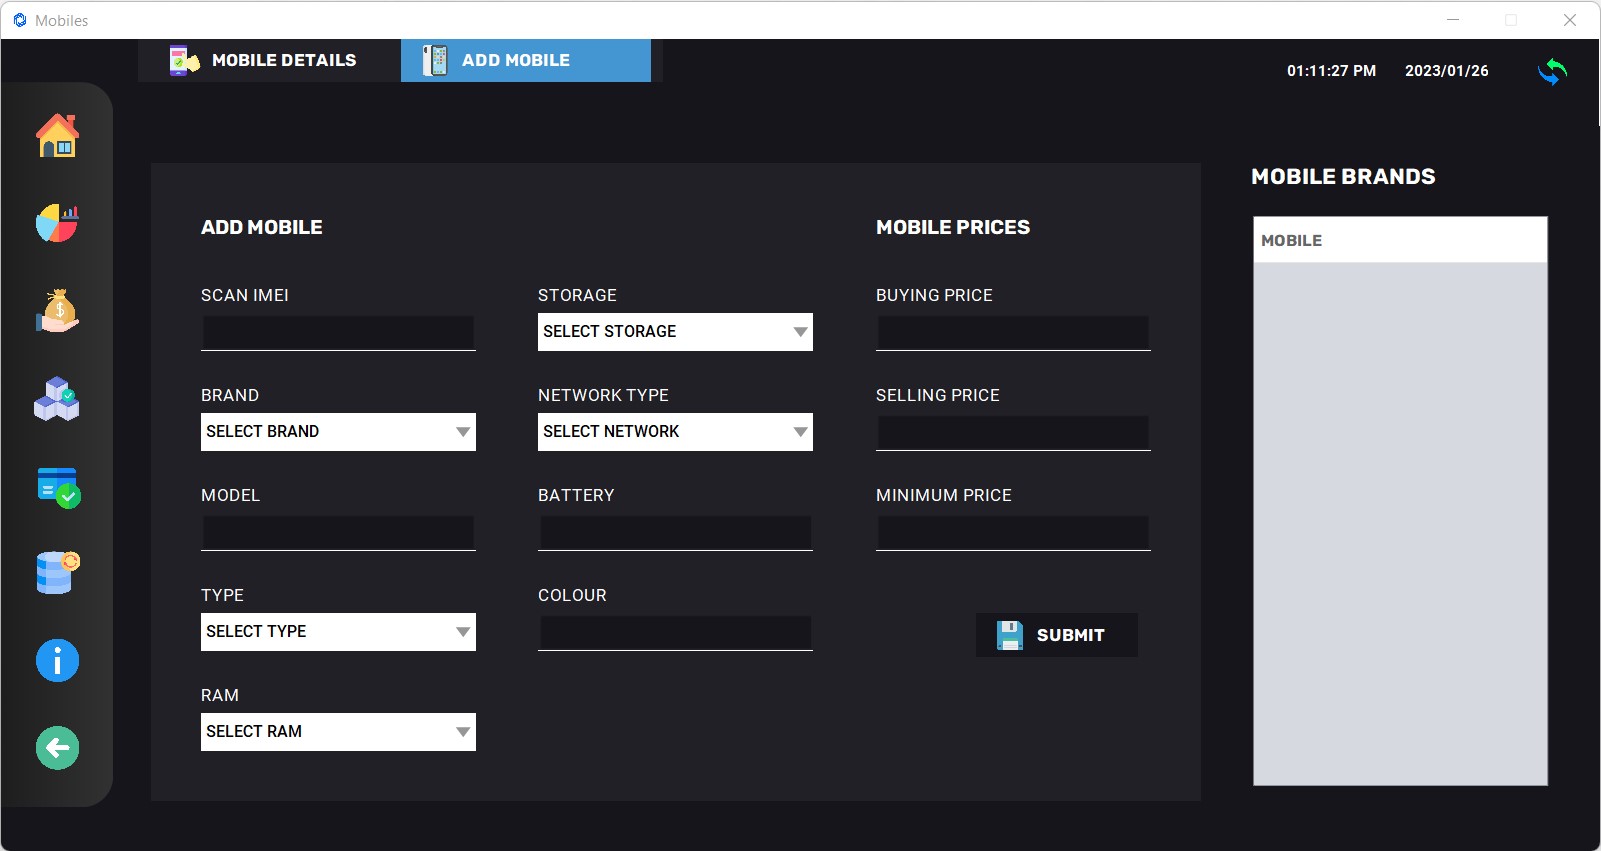 Mobiles
MOBILE DETAILS
ADD MOBILE
01:11:27 PM
2023/01/26
ADD MOBILE
SCAN IMEI
BRAND
SELECT BRAND
MODEL
TYPE
SELECT TYPE
RAM
SELECT RAM
STORAGE
SELECT STORAGE
NETWORK TYPE
SELECT NETWORK
BATTERY
COLOUR
MOBILE PRICES
BUYING PRICE
SELLING PRICE
MINIMUM PRICE
SUBMIT
MOBILE BRANDS
MOBILE